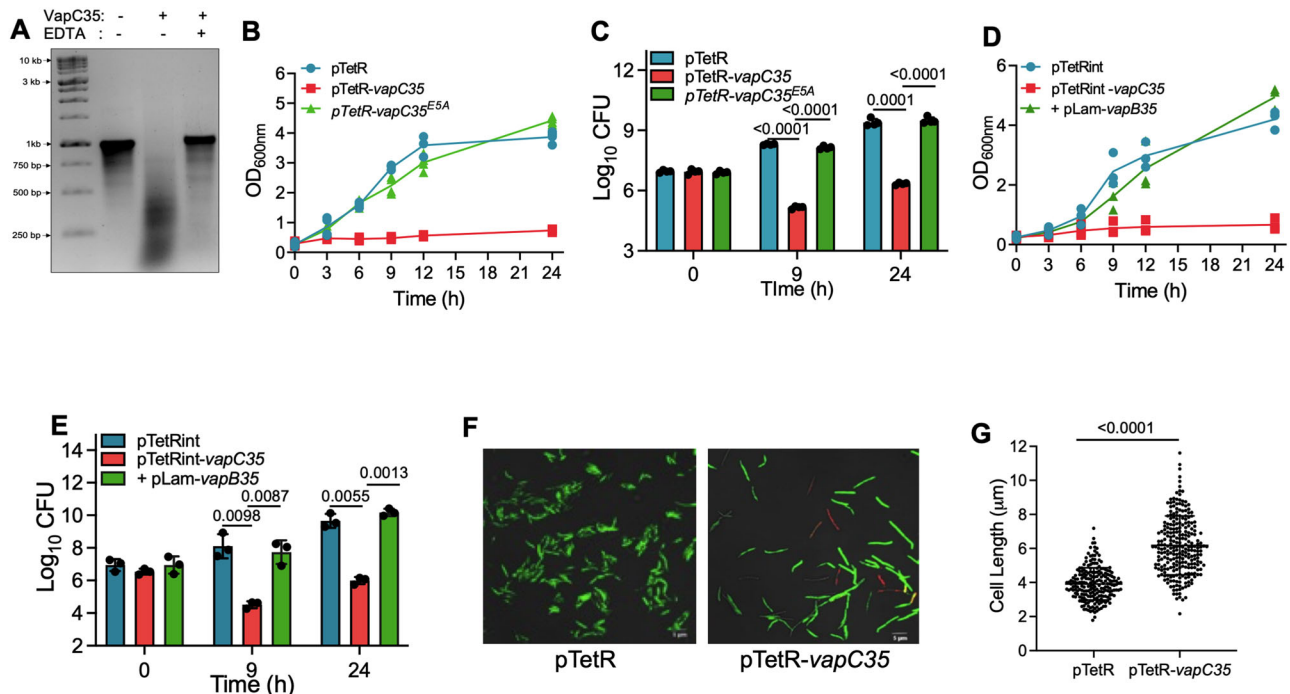 A
VapC35: - + +
EDTA : - - +
10 kb
3 kb
1kb
750 bp
500 bp
250 bp
B
pTetR
pTetR-vapC35
pTetR-vapC35E5A
OD600nm
6
5
4
3
2
1
0
0 3 6 9 12 15 18 21 24
Time (h)
C
pTetR
pTetR-vapC35
pTetR-vapC35E5A
Log10 CFU
12
9
6
3
<0.0001
<0.0001
0.0001
<0.0001
0 9 24
TIme (h)
D
pTetRint
pTetRint -vapC35
+ pLam-vapB35
OD600nm
6
4
2
0
0 3 6 9 12 15 18 21 24
Time (h)
E
pTetRint
pTetRint-vapC35
+ pLam-vapB35
Log10 CFU
14
12
10
8
6
4
2
0.0098
0.0087
0.0055
0.0013
0 9 24
Time (h)
F
5 µm
5 µm
pTetR pTetR-vapC35
G
<0.0001
Cell Length (µm)
12
10
8
6
4
2
0
pTetR pTetR-vapC35